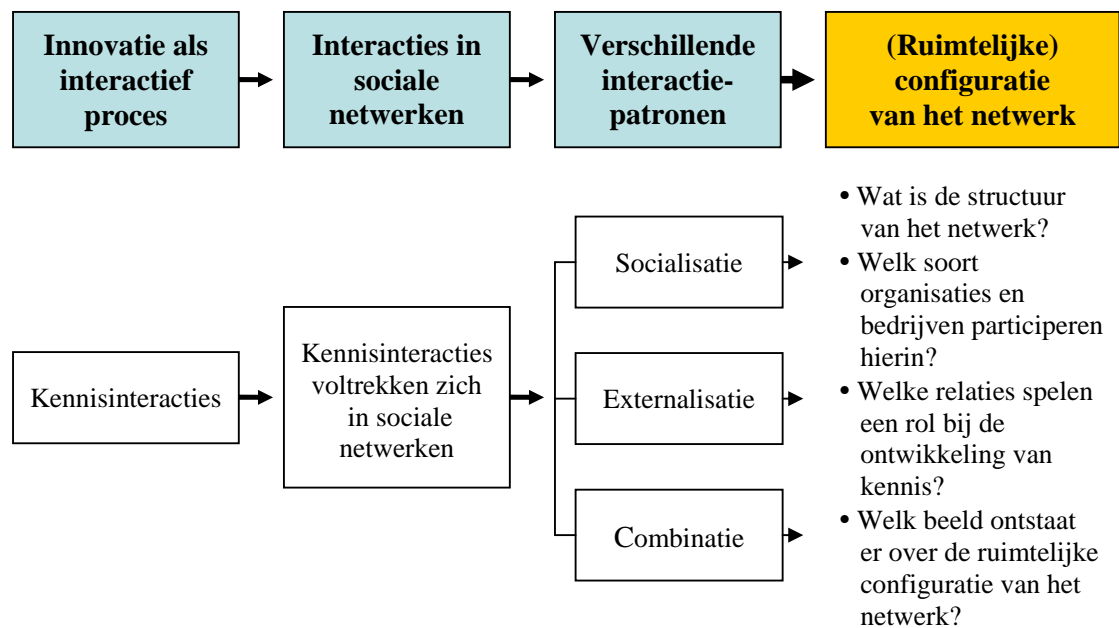 Innovatie als
interactief
proces
Interacties in
sociale
netwerken
Verschillende
interactie-
patronen
(Ruimtelijke)
configuratie
van het netwerk
Kennisinteracties
Kennisinteracties
voltrekken zich
in sociale
netwerken
Socialisatie
Externalisatie
Combinatie
• Wat is de structuur
van het netwerk?
• Welk soort
organisaties en
bedrijven participeren
hierin?
• Welke relaties spelen
een rol bij de
ontwikkeling van
kennis?
• Welk beeld ontstaat
er over de ruimtelijke
configuratie van het
netwerk?